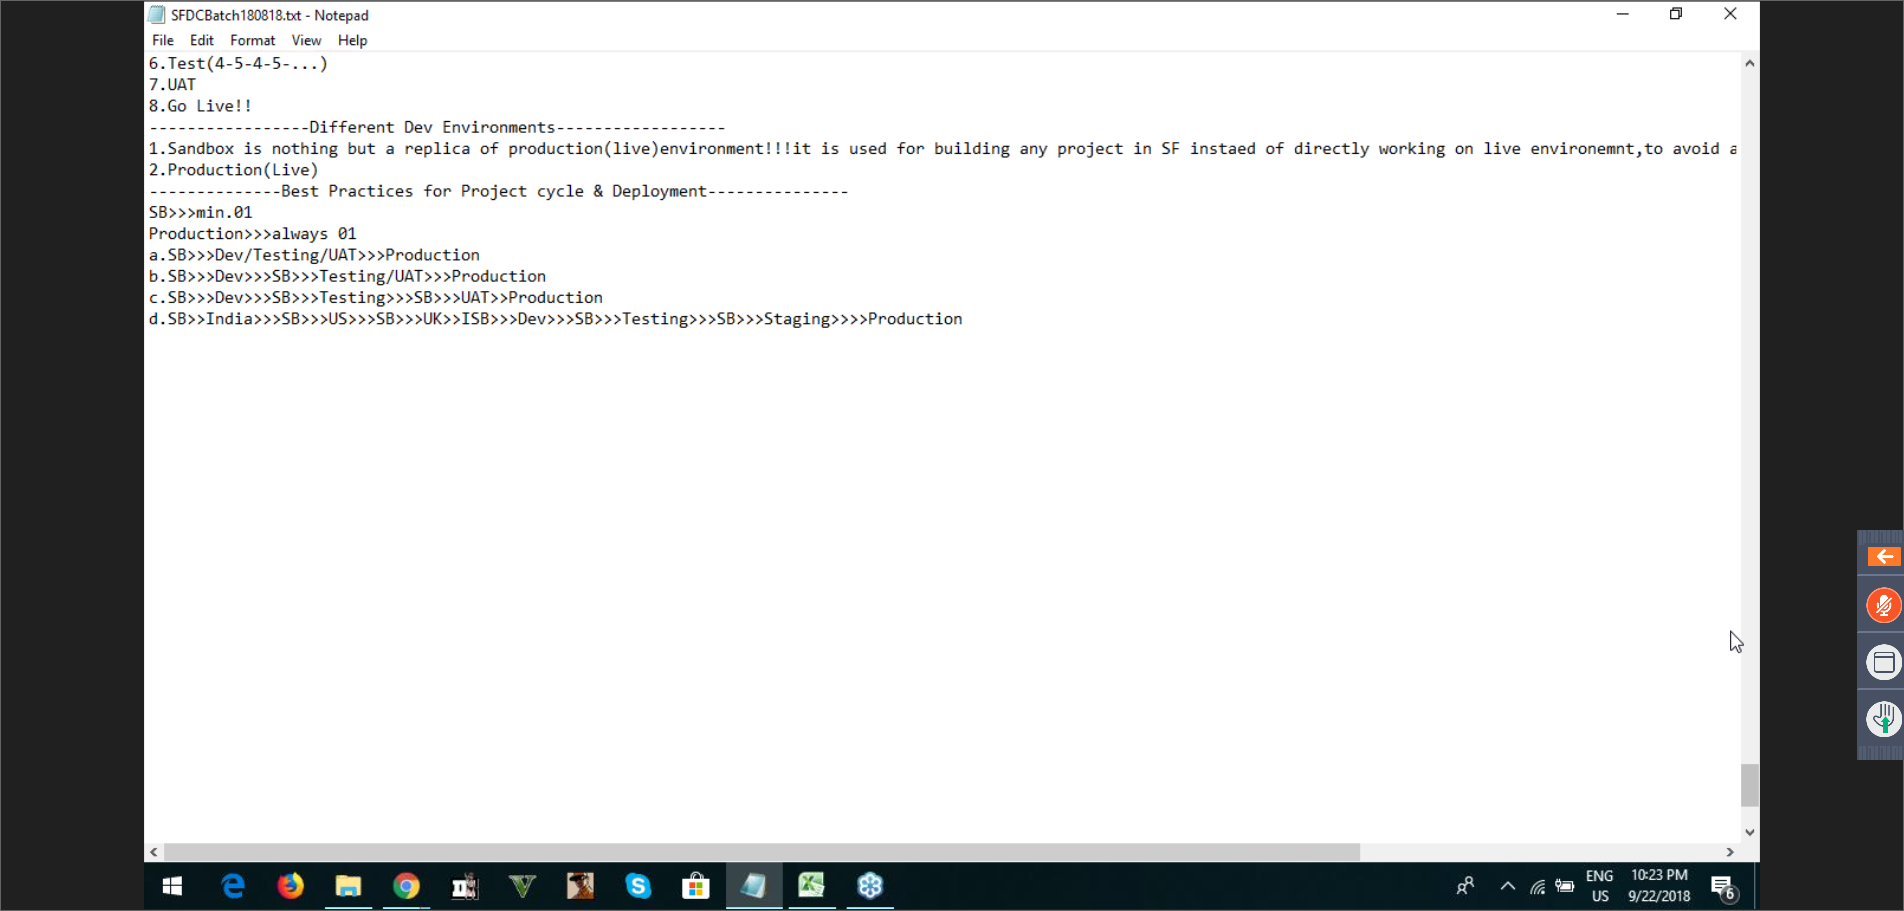 SFDCBatch180818.txt - Notepad
File Edit Format View Help
6.Test(4-5-4-5-...)
7.UAT
8.Go Live!!
-----------------Different Dev Environments------------------
1.Sandbox is nothing but a replica of production(live)environment!!!it is used for building any project in SF instaed of directly working on live environemnt,to avoid a
2.Production(Live)
--------------Best Practices for Project cycle & Deployment---------------
SB>>>min.01
Production>>>always 01
a.SB>>>Dev/Testing/UAT>>>Production
b.SB>>>Dev>>>SB>>>Testing/UAT>>>Production
c.SB>>>Dev>>>SB>>>Testing>>>SB>>>UAT>>Production
d.SB>>India>>>SB>>>US>>>SB>>>UK>>ISB>>>Dev>>>SB>>>Testing>>>SB>>>Staging>>>>Production
ENG 10:23 PM
US 9/22/2018
6